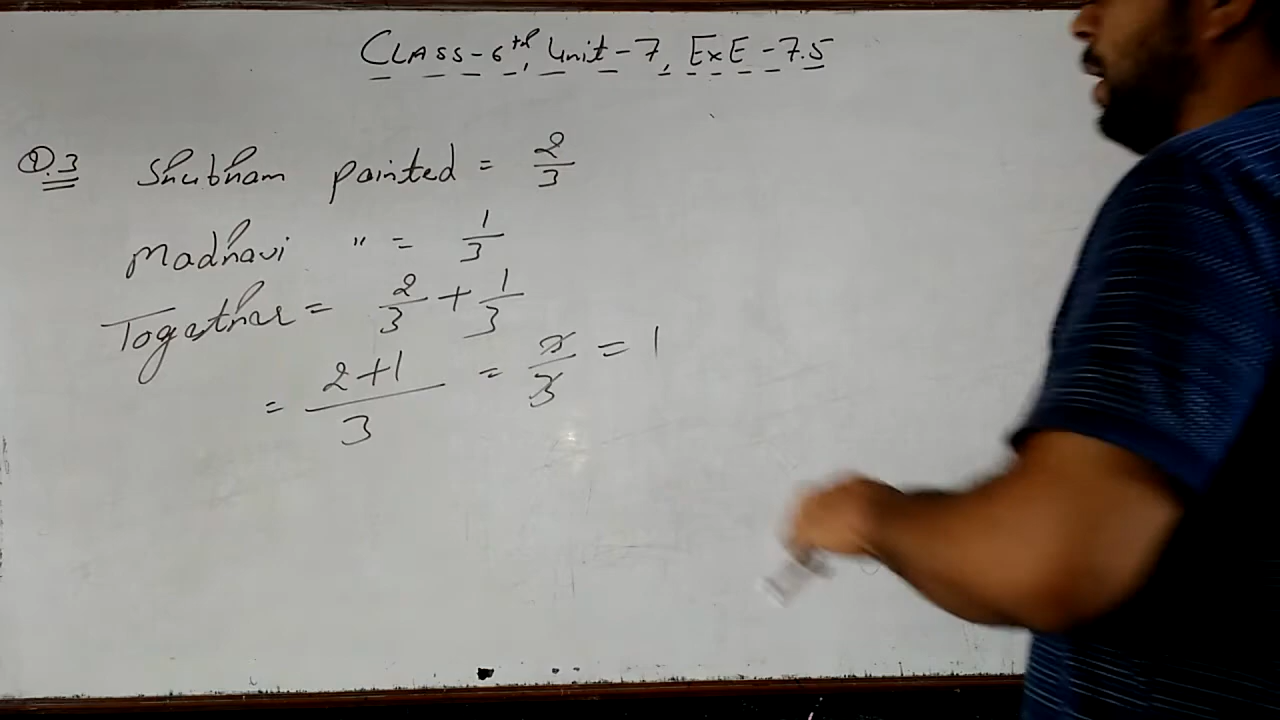 CLASS-6th, Unit-7, ExE-7.5
Q.3 Shubham painted = 2/3
Madhavi " = 1/3
Together = 2/3 + 1/3
= 2+1/3 = 3/3 = 1